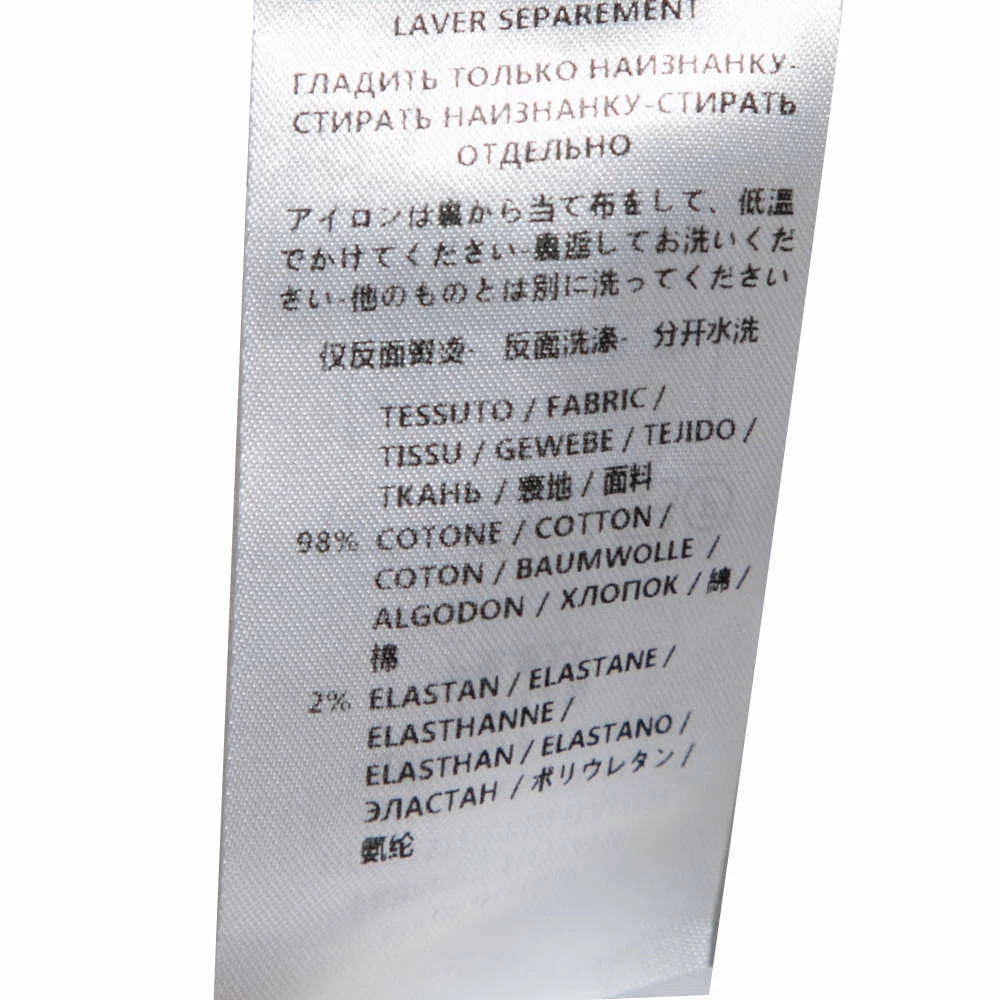 LAVER SEPAREMENT
ГЛАДИТЬ ТОЛЬКО НАИЗНАНКУ-
СТИРАТЬ НАИЗНАНКУ-СТИРАТЬ
ОТДЕЛЬНО
アイロンは裏から当て布をして、低温
でかけてください-裏返してお洗いくだ
さい-他のものとは別に洗ってください
仅反面熨烫- 反面洗涤- 分开水洗
TESSUTO / FABRIC /
TISSU / GEWEBE / TEJIDO /
ТКАНЬ / 表地 / 面料
98% COTONE / COTTON /
COTON / BAUMWOLLE /
ALGODON / ХЛОПОК / 綿 /
棉
2% ELASTAN / ELASTANE /
ELASTHANNE /
ELASTHAN / ELASTANO /
ЭЛАСТАН / ポリウレタン /
氨纶